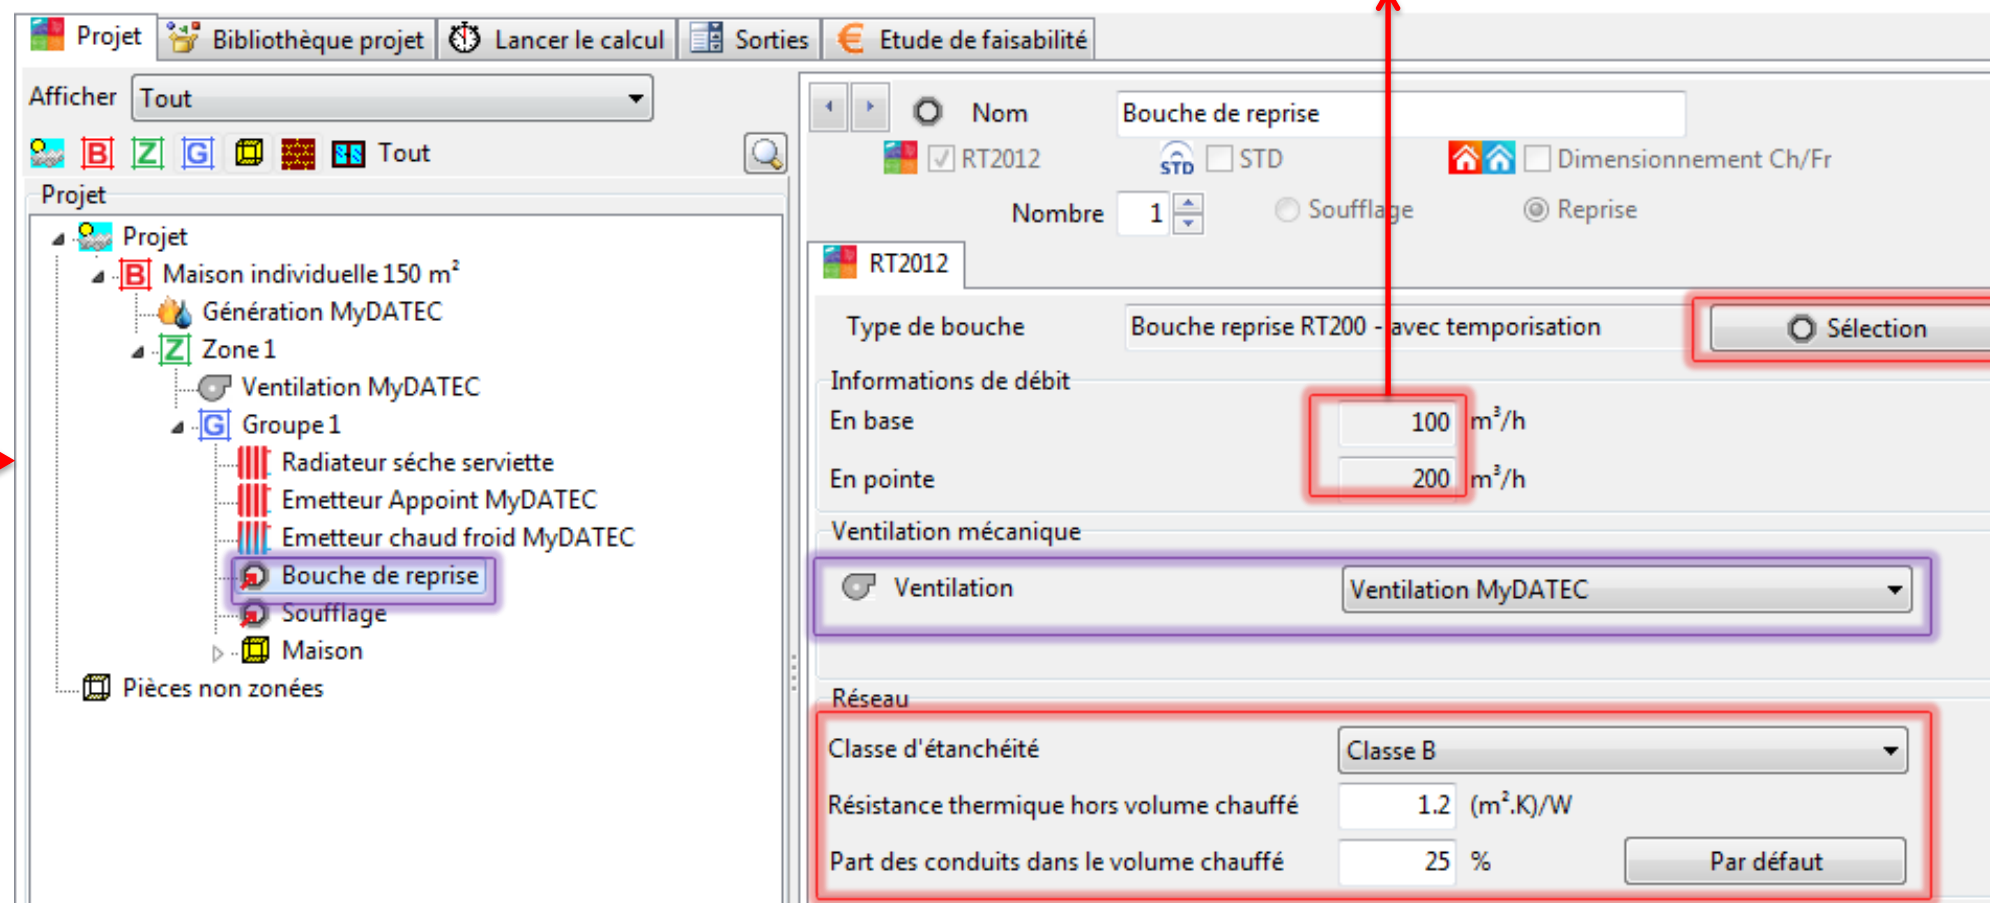 Projet Bibliothèque projet Lancer le calcul Sorties Etude de faisabilité
Afficher Tout
B Z G Tout
Projet
Projet
B Maison individuelle 150 m²
Génération MyDATEC
Z Zone 1
Ventilation MyDATEC
G Groupe 1
Radiateur séche serviette
Emetteur Appoint MyDATEC
Emetteur chaud froid MyDATEC
Bouche de reprise
Soufflage
Maison
Pièces non zonées
Nom Bouche de reprise
RT2012 STD STD Dimensionnement Ch/Fr
Nombre 1 Soufflage Reprise
RT2012
Type de bouche Bouche reprise RT200 - avec temporisation Sélection
Informations de débit
En base 100 m³/h
En pointe 200 m³/h
Ventilation mécanique
Ventilation Ventilation MyDATEC
Réseau
Classe d'étanchéité Classe B
Résistance thermique hors volume chauffé 1.2 (m².K)/W
Part des conduits dans le volume chauffé 25 % Par défaut